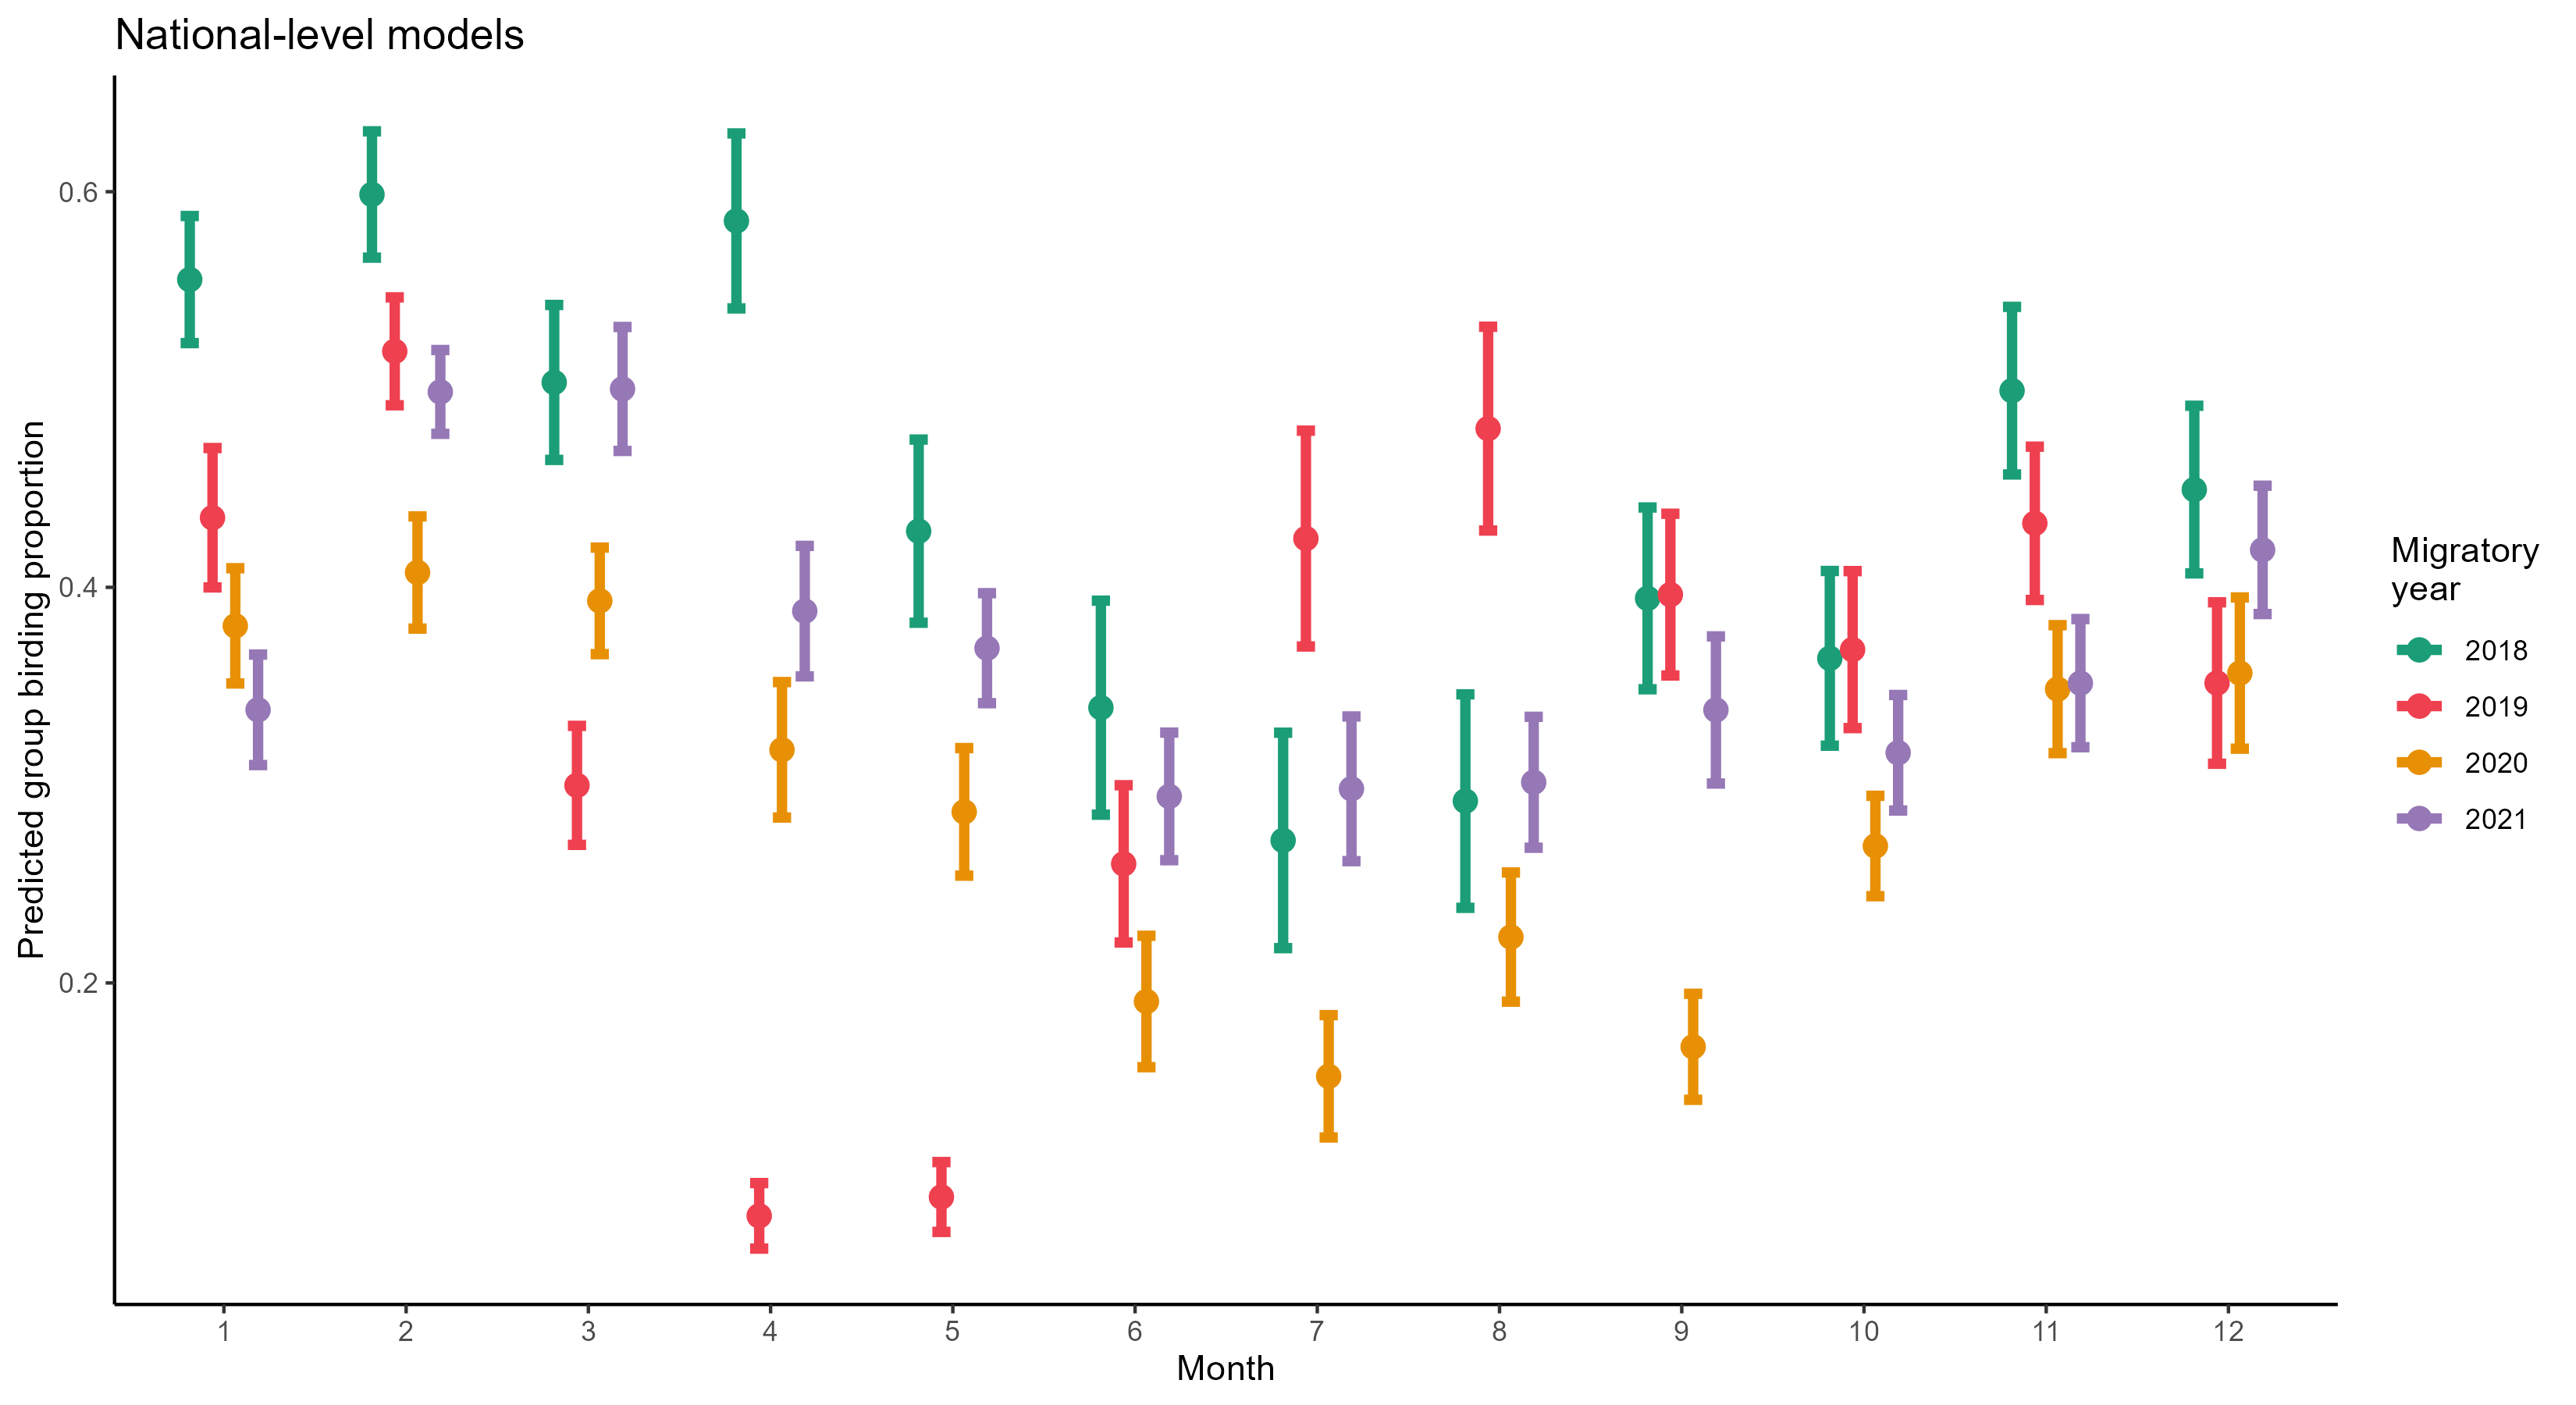 National-level models
Predicted group birding proportion
0.6
0.4
0.2
1 2 3 4 5 6 7 8 9 10 11 12
Month
Migratory
year
2018
2019
2020
2021